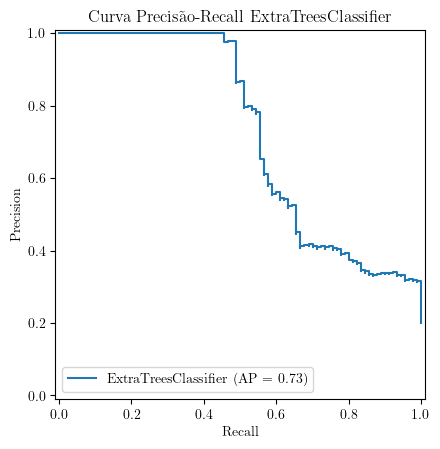 Curva Precisão-Recall ExtraTreesClassifier
1.0
0.8
0.6
0.4
0.2
0.0
Precision
ExtraTreesClassifier (AP = 0.73)
0.0 0.2 0.4 0.6 0.8 1.0
Recall